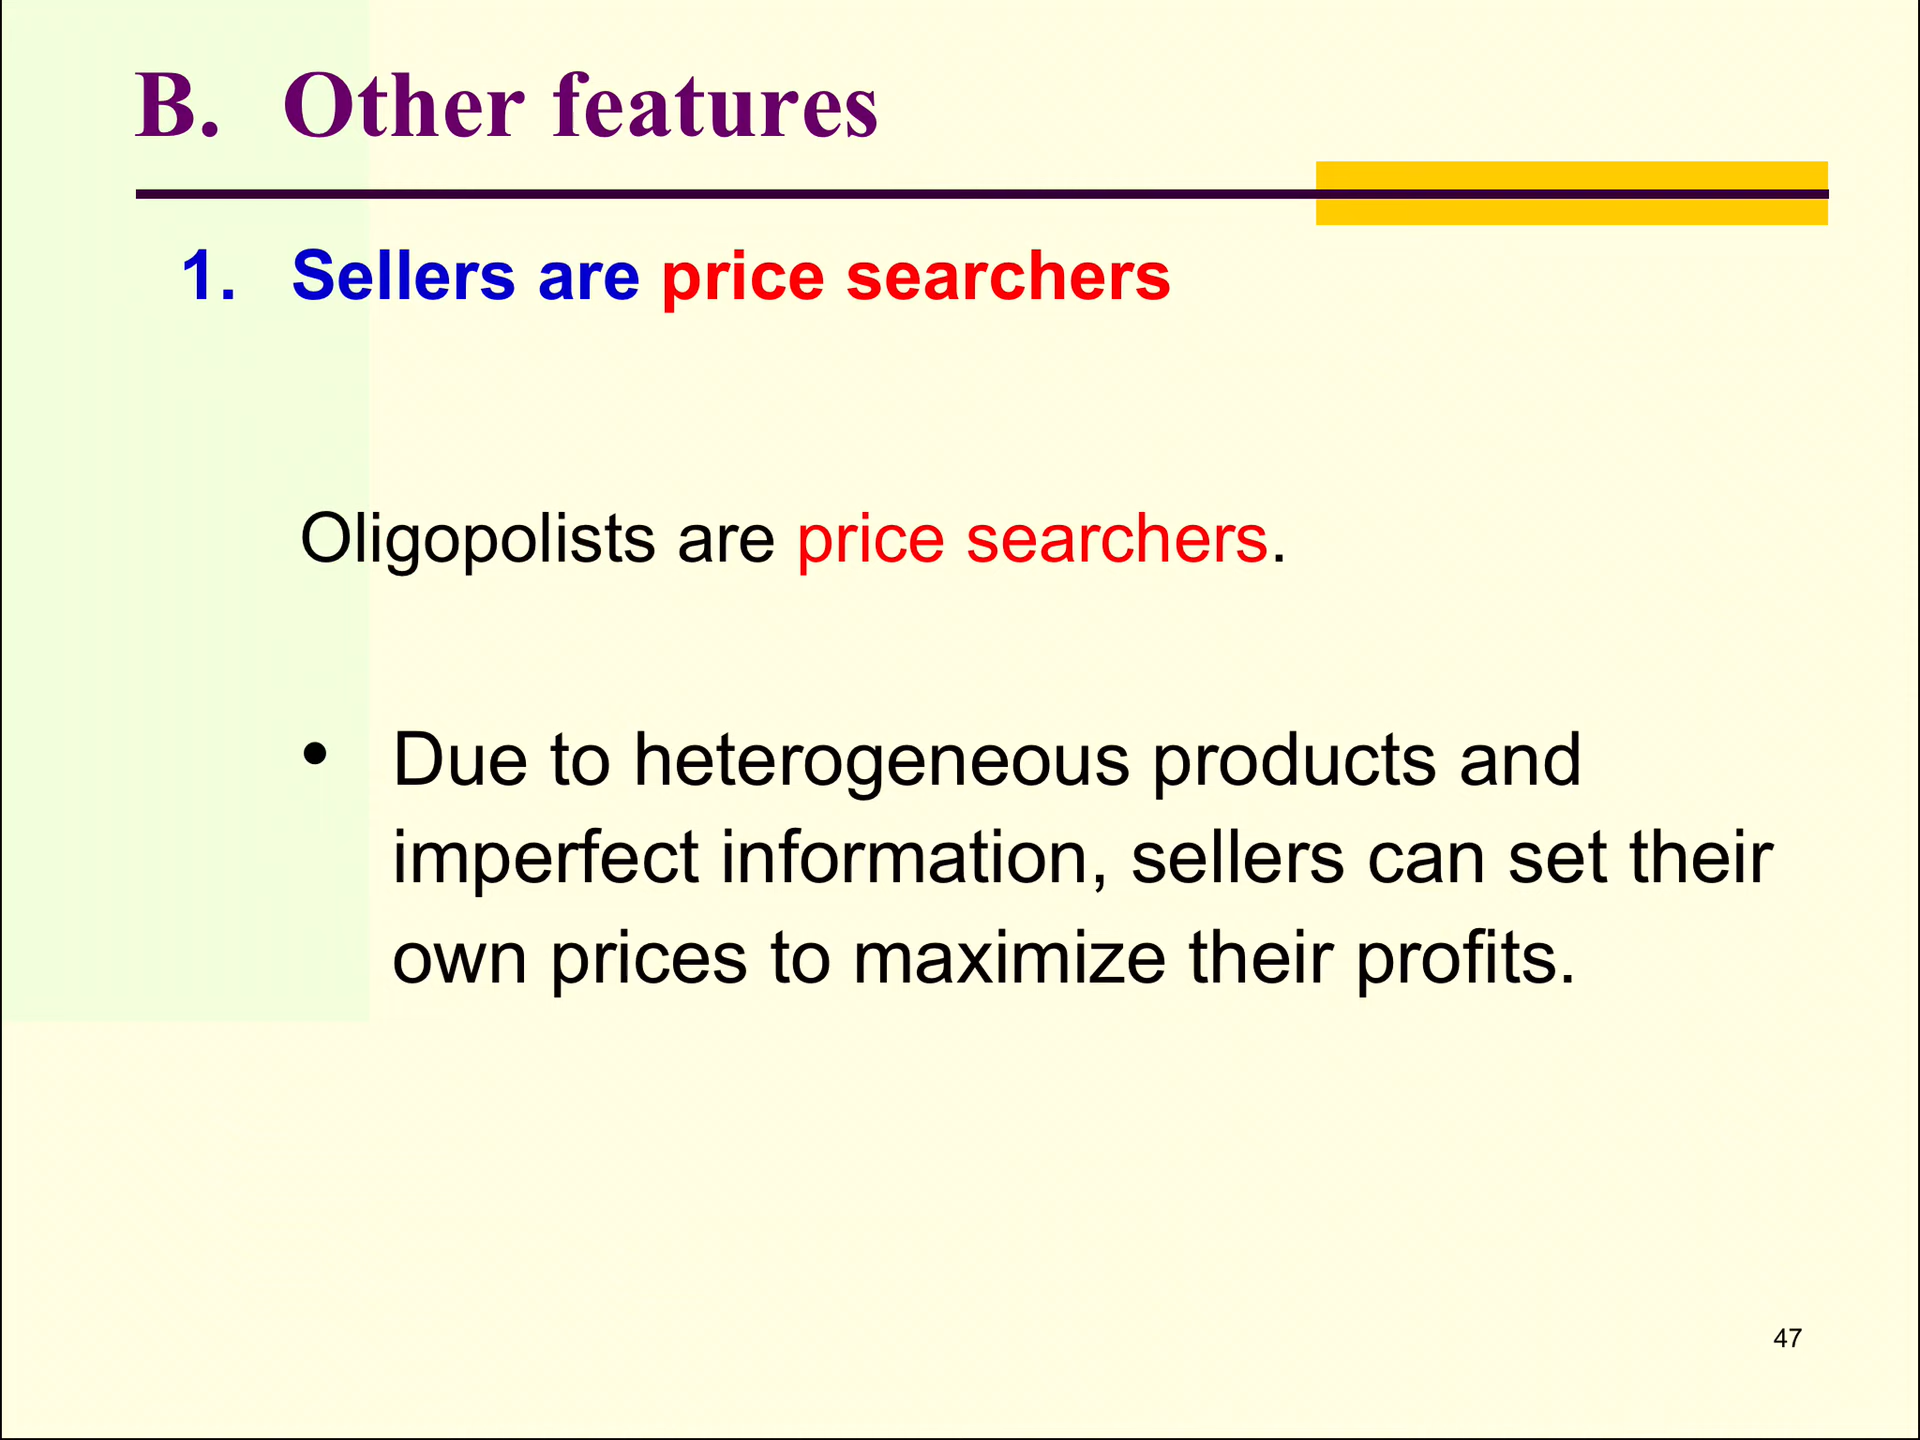 B. Other features
1. Sellers are price searchers
Oligopolists are price searchers.
• Due to heterogeneous products and
imperfect information, sellers can set their
own prices to maximize their profits.
47